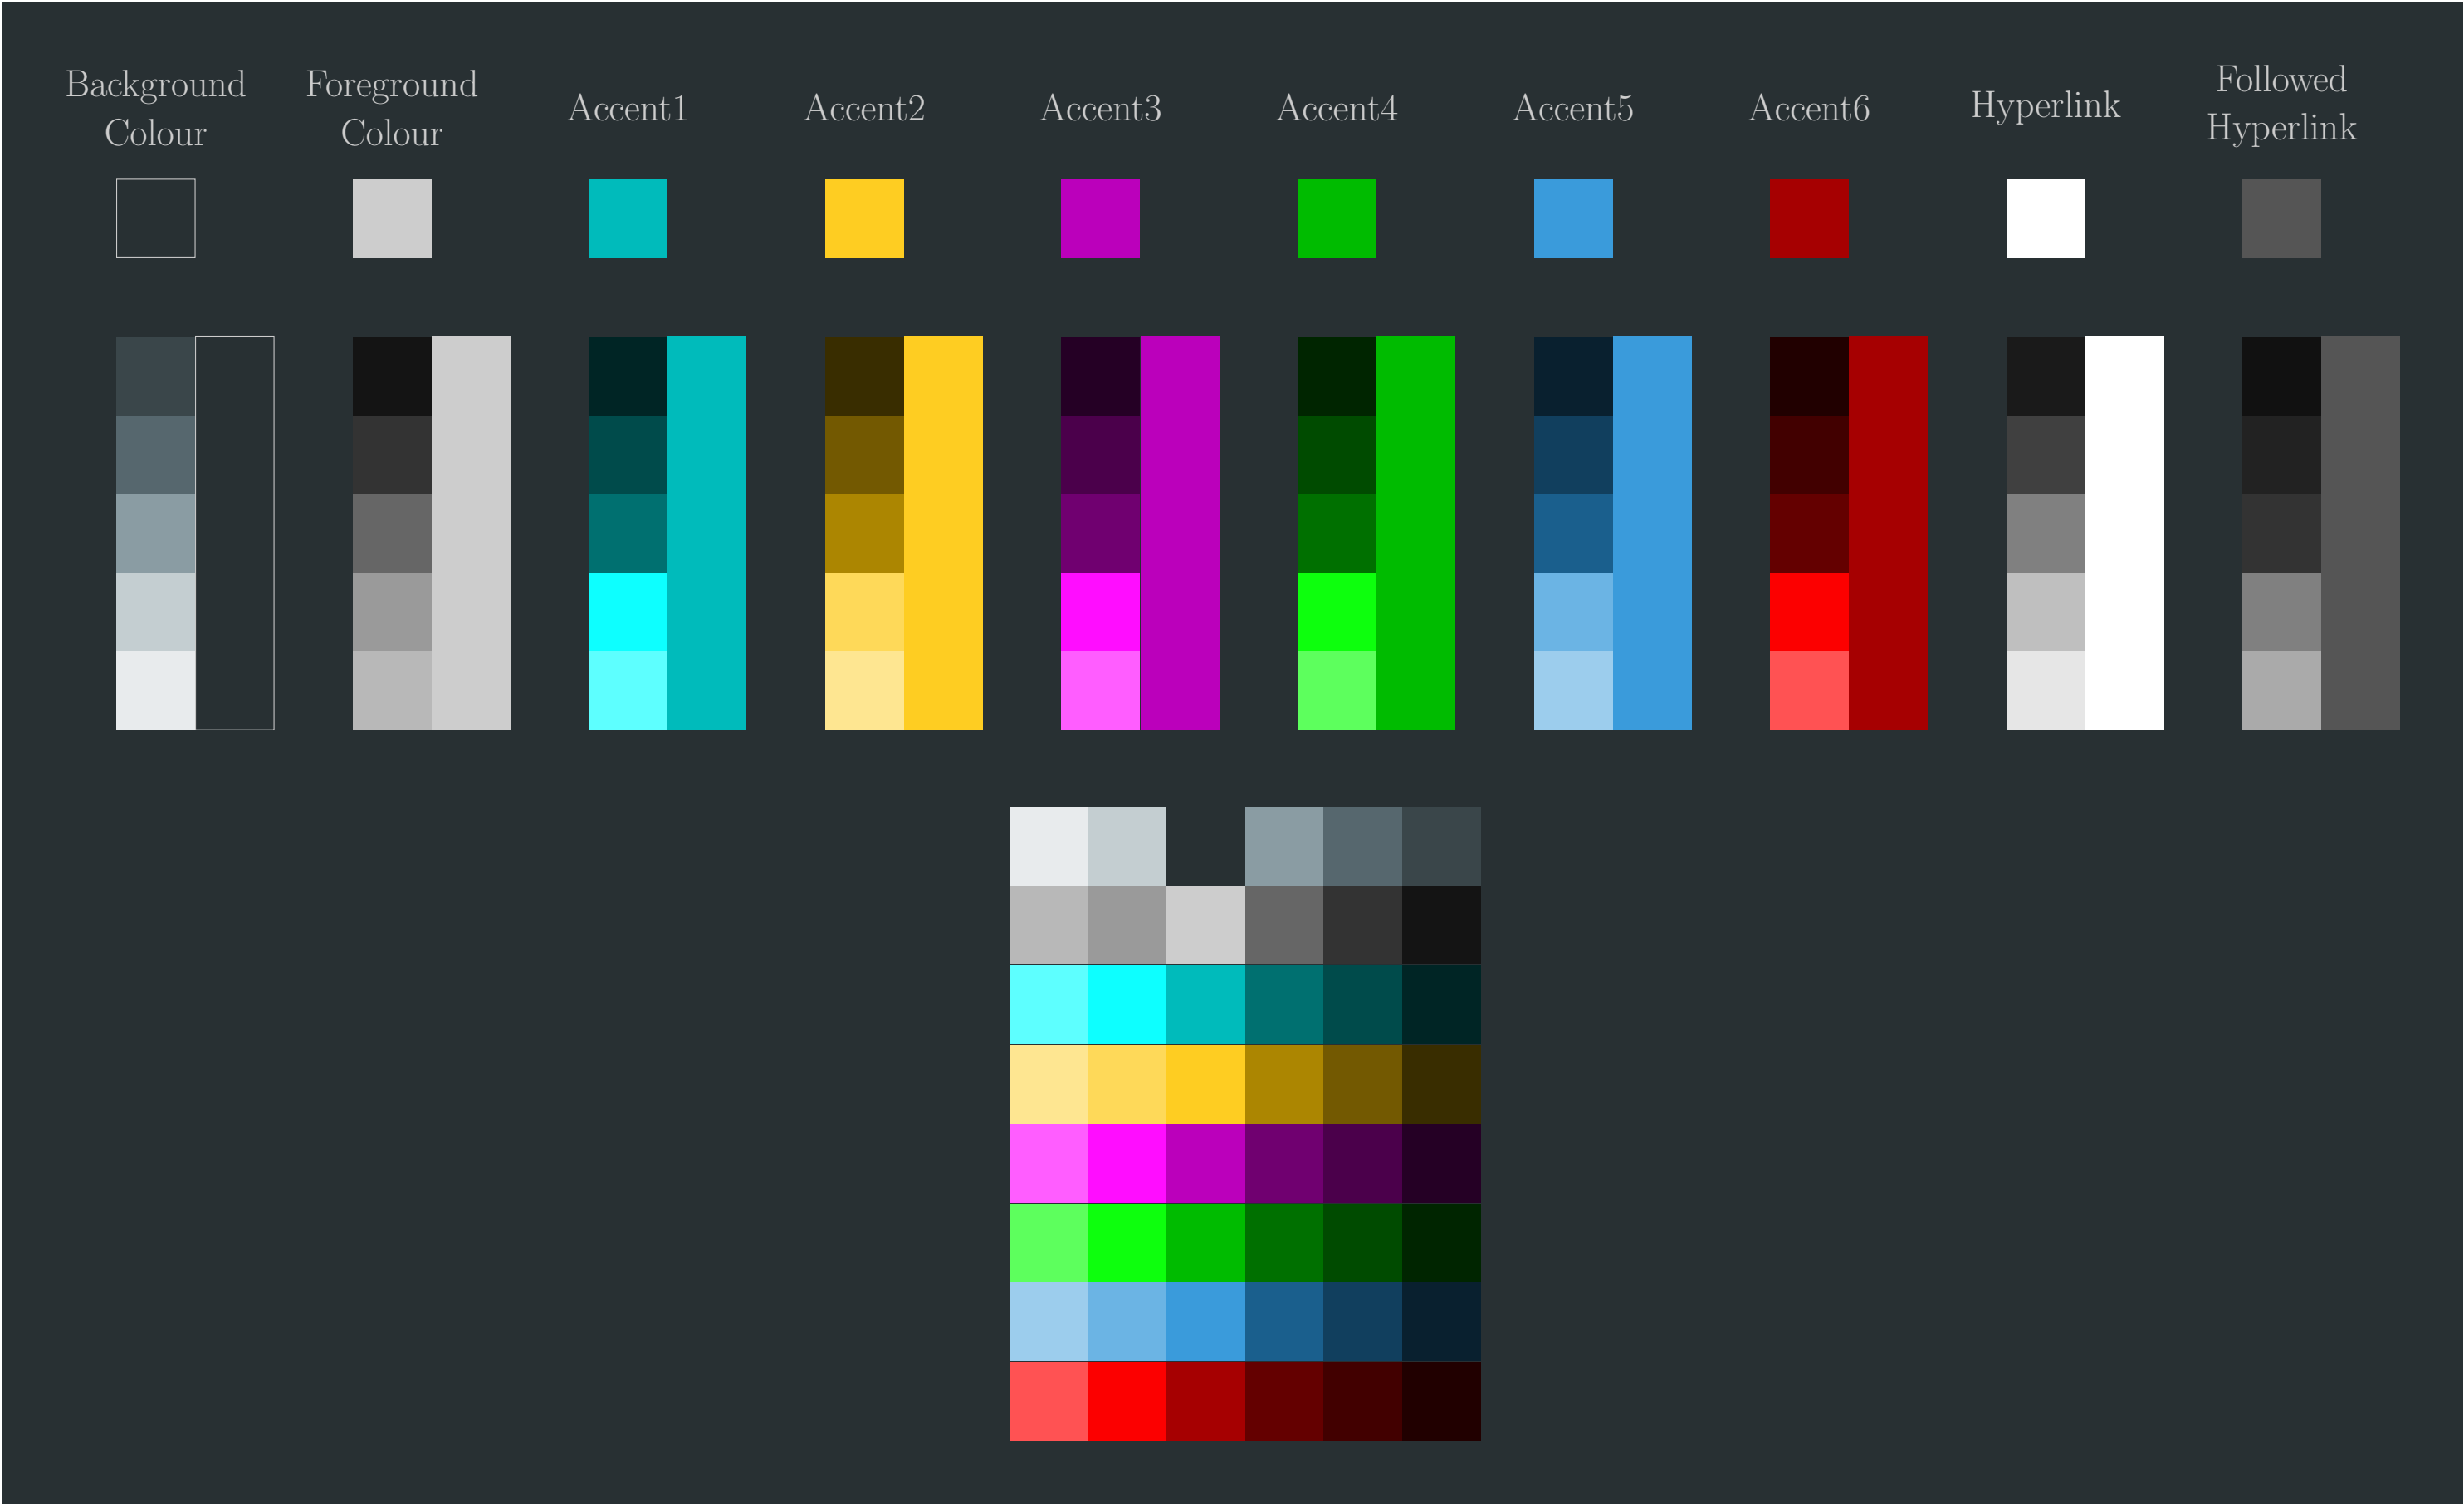 Background
Colour
Foreground
Colour
Accent1
Accent2
Accent3
Accent4
Accent5
Accent6
Hyperlink
Followed
Hyperlink